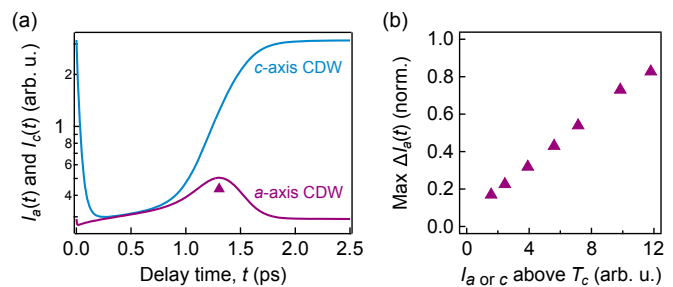 (a)
I_a(t) and I_c(t) (arb. u.)
2
1
8
6
4
c-axis CDW
a-axis CDW
0.0 0.5 1.0 1.5 2.0 2.5
Delay time, t (ps)
(b)
Max ΔI_a(t) (norm.)
1.0
0.8
0.6
0.4
0.2
0.0
0 4 8 12
I_a or c above T_c (arb. u.)